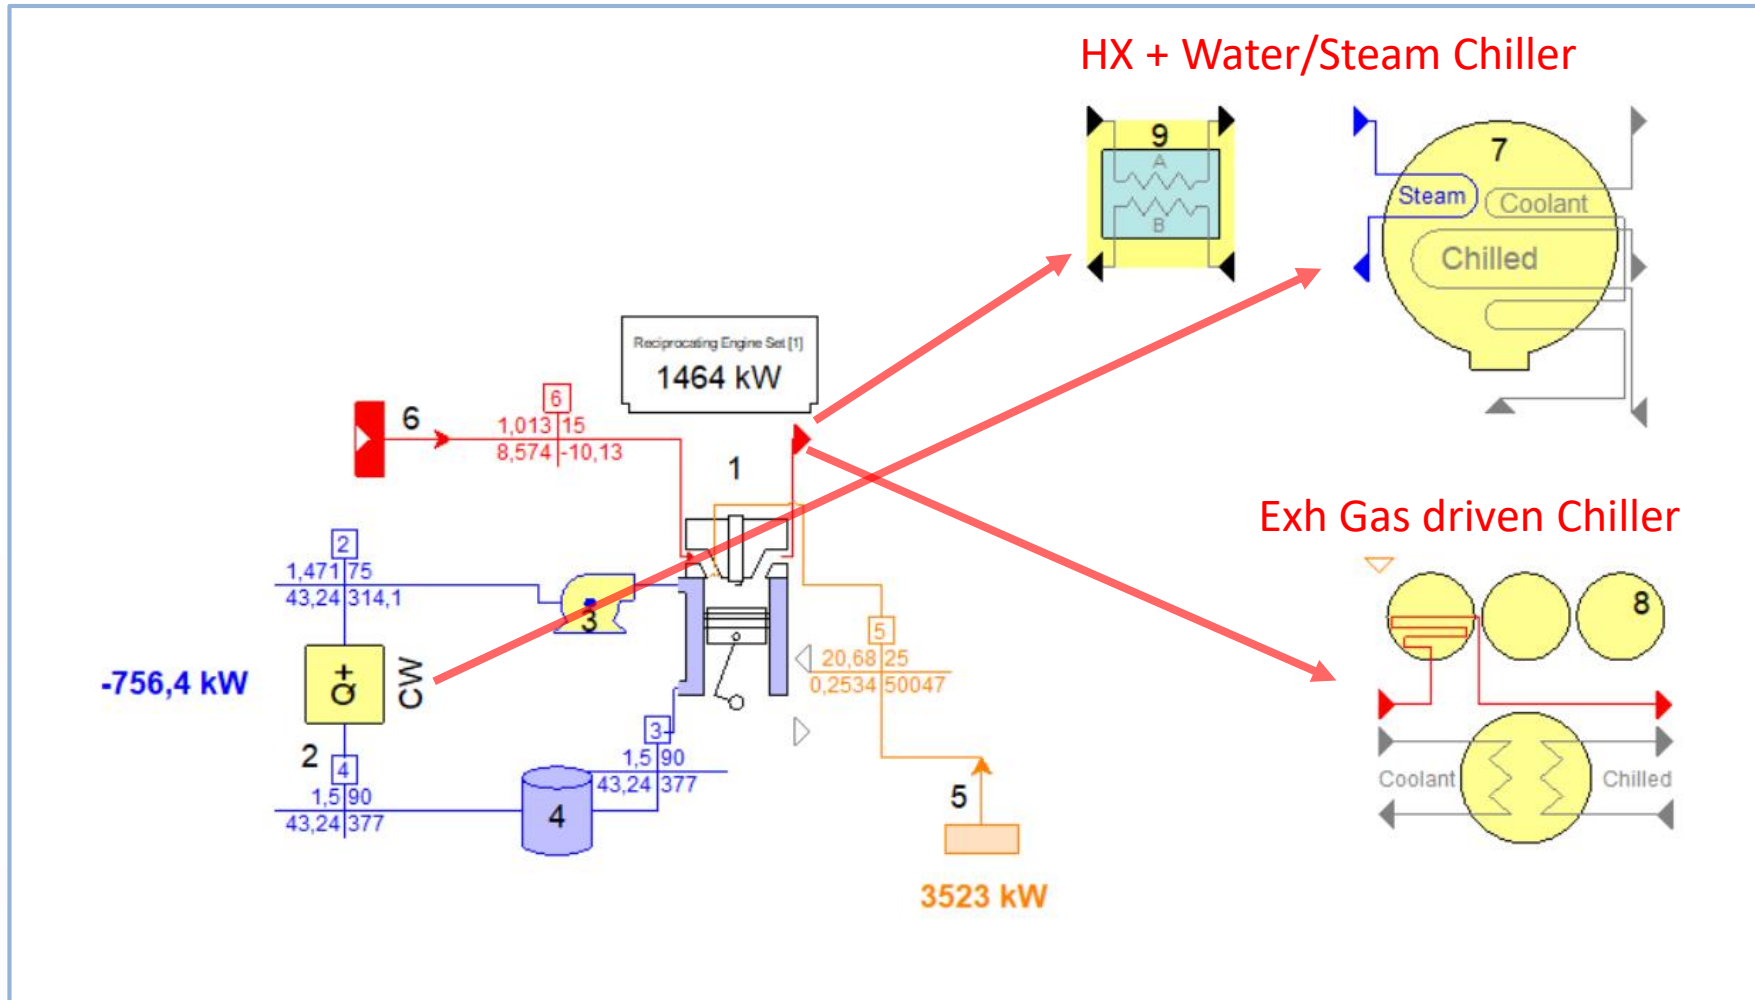 HX + Water/Steam Chiller
9
A
B
7
Steam
Coolant
Chilled
Reciprocating Engine Set [1]
1464 kW
6
6
1,013 15
8,574 -10,13
1
Exh Gas driven Chiller
8
Coolant
Chilled
2
1,471 75
43,24 314,1
3
-756,4 kW
Q+
CW
2
4
1,5 90
43,24 377
4
3
1,5 90
43,24 377
5
20,68 25
0,2534 50047
5
3523 kW